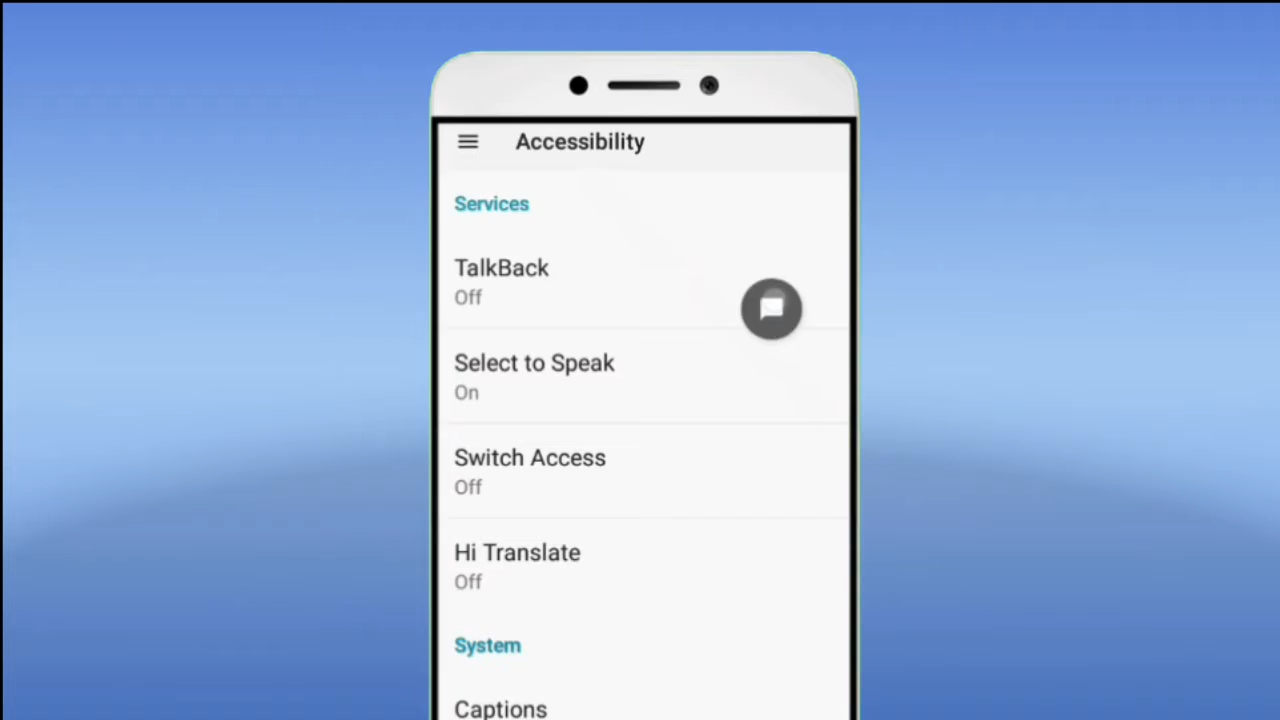 Accessibility
Services
TalkBack
Off
Select to Speak
On
Switch Access
Off
Hi Translate
Off
System
Captions